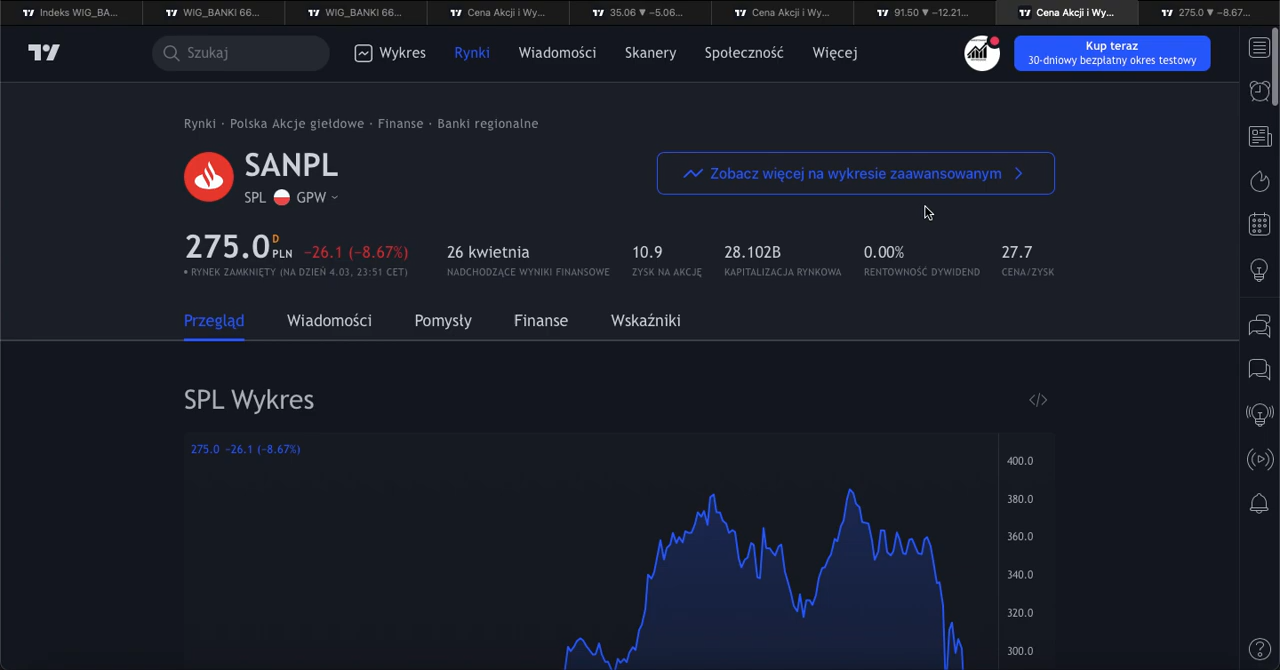 Indeks WIG_BA...
WIG_BANKI 66...
WIG_BANKI 66...
Cena Akcji i Wy...
35.06 ▼ −5.06...
Cena Akcji i Wy...
91.50 ▼ −12.21...
Cena Akcji i Wy...
275.0 ▼ −8.67...
Szukaj
Wykres
Rynki
Wiadomości
Skanery
Społeczność
Więcej
Kup teraz
30-dniowy bezpłatny okres testowy
Rynki · Polska Akcje giełdowe · Finanse · Banki regionalne
SANPL
SPL GPW
Zobacz więcej na wykresie zaawansowanym
275.0 D PLN −26.1 (−8.67%)
• RYNEK ZAMKNIĘTY (NA DZIEŃ 4.03, 23:51 CET)
26 kwietnia
NADCHODZĄCE WYNIKI FINANSOWE
10.9
ZYSK NA AKCJĘ
28.102B
KAPITALIZACJA RYNKOWA
0.00%
RENTOWNOŚĆ DYWIDEND
27.7
CENA/ZYSK
Przegląd
Wiadomości
Pomysły
Finanse
Wskaźniki
SPL Wykres
</>
275.0 −26.1 (−8.67%)
400.0
380.0
360.0
340.0
320.0
300.0